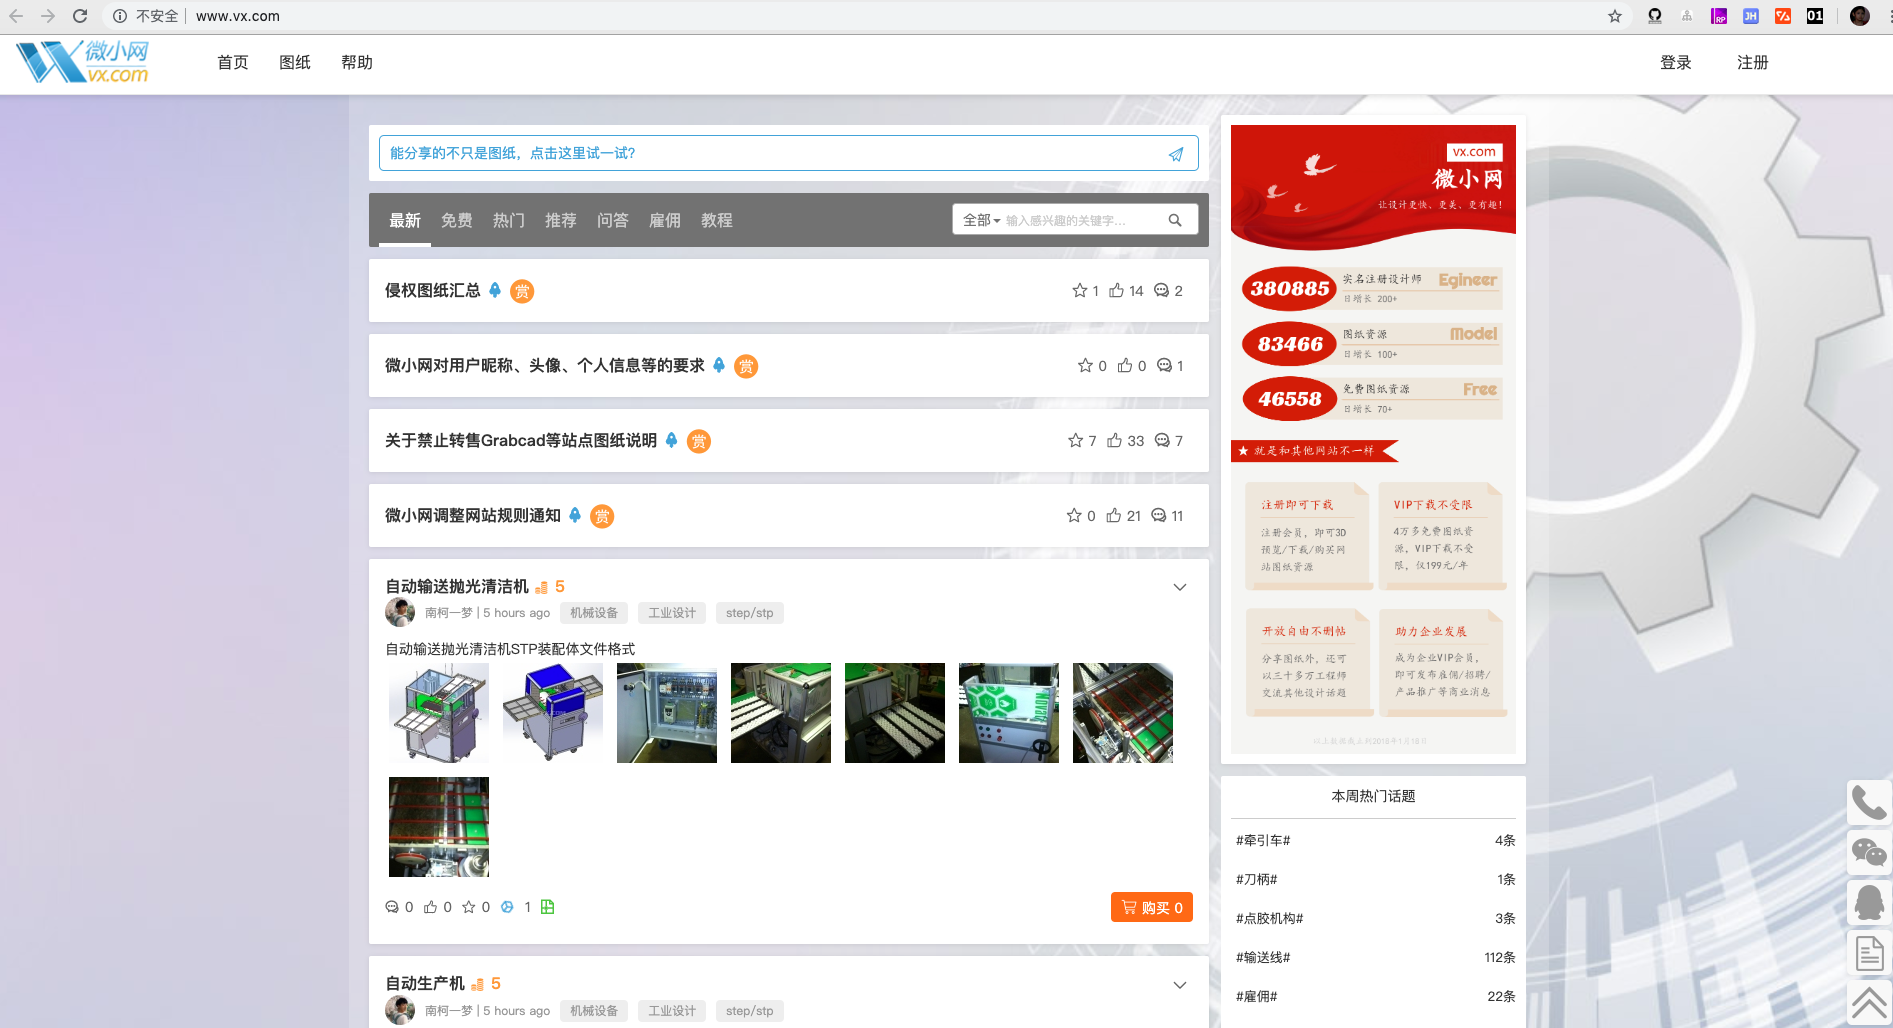 不安全 www.vx.com
微小网
vx.com
首页 图纸 帮助
登录 注册
能分享的不只是图纸，点击这里试一试?
最新 免费 热门 推荐 问答 雇佣 教程
全部 输入感兴趣的关键字...
侵权图纸汇总 赏
1 14 2
微小网对用户昵称、头像、个人信息等的要求 赏
0 0 1
关于禁止转售Grabcad等站点图纸说明 赏
7 33 7
微小网调整网站规则通知 赏
0 21 11
自动输送抛光清洁机 5
南柯一梦 | 5 hours ago 机械设备 工业设计 step/stp
自动输送抛光清洁机STP装配体文件格式
0 0 0 1
购买 0
自动生产机 5
南柯一梦 | 5 hours ago 机械设备 工业设计 step/stp
vx.com
微小网
让设计更快、更美、更有趣!
380885 实名注册设计师 Egineer
日增长 200+
83466 图纸资源 Model
日增长 100+
46558 免费图纸资源 Free
日增长 70+
就是和其他网站不一样
注册即可下载
注册会员，即可3D
预览/下载/购买网
站图纸资源
VIP下载不受限
4万多免费图纸资
源，VIP下载不受
限，仅199元/年
开放自由不删帖
分享图纸外，还可
以三十多万工程师
交流其他设计话题
助力企业发展
成为企业VIP会员，
即可发布雇佣/招聘/
产品推广等商业消息
以上数据截止到2018年1月18日
本周热门话题
#牵引车# 4条
#刀柄# 1条
#点胶机构# 3条
#输送线# 112条
#雇佣# 22条
RP
JH
01